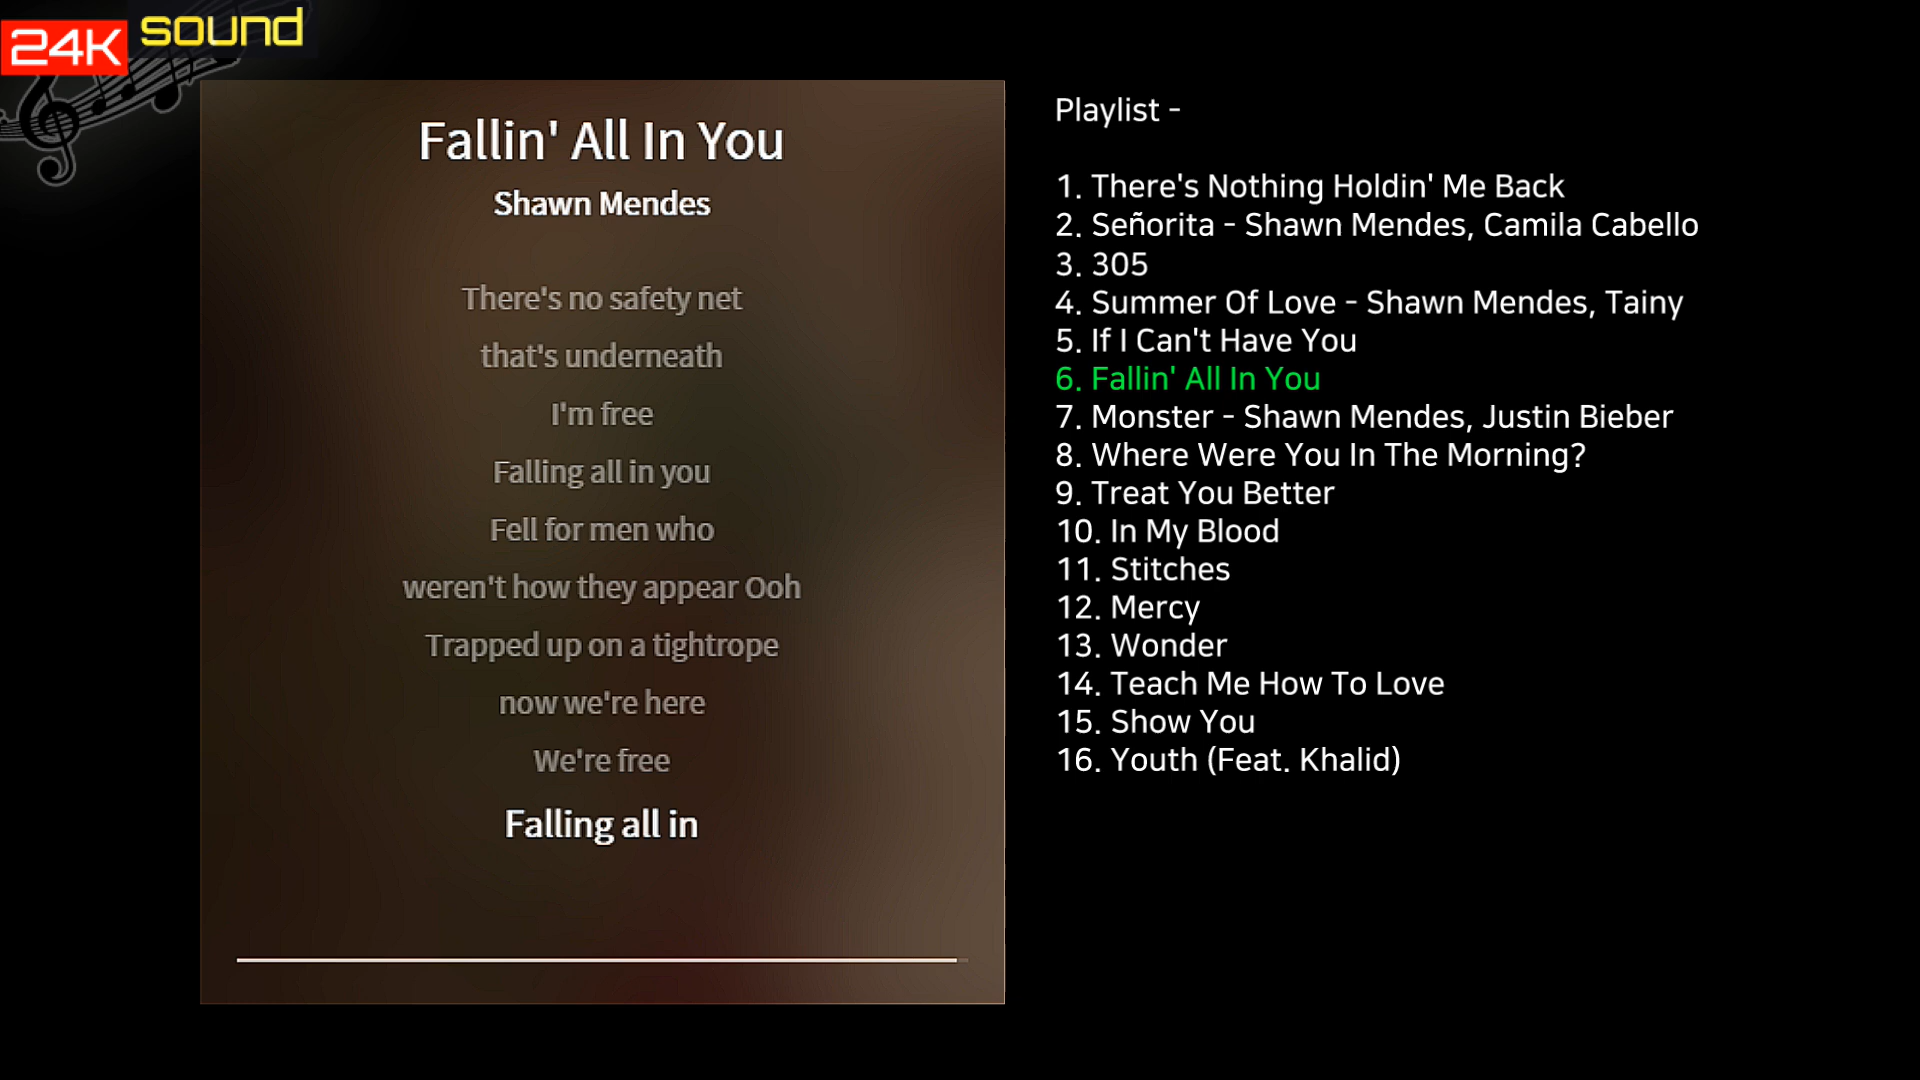 24K sound
Fallin' All In You
Shawn Mendes
There's no safety net
that's underneath
I'm free
Falling all in you
Fell for men who
weren't how they appear Ooh
Trapped up on a tightrope
now we're here
We're free
Falling all in
Playlist -
1. There's Nothing Holdin' Me Back
2. Señorita - Shawn Mendes, Camila Cabello
3. 305
4. Summer Of Love - Shawn Mendes, Tainy
5. If I Can't Have You
6. Fallin' All In You
7. Monster - Shawn Mendes, Justin Bieber
8. Where Were You In The Morning?
9. Treat You Better
10. In My Blood
11. Stitches
12. Mercy
13. Wonder
14. Teach Me How To Love
15. Show You
16. Youth (Feat. Khalid)